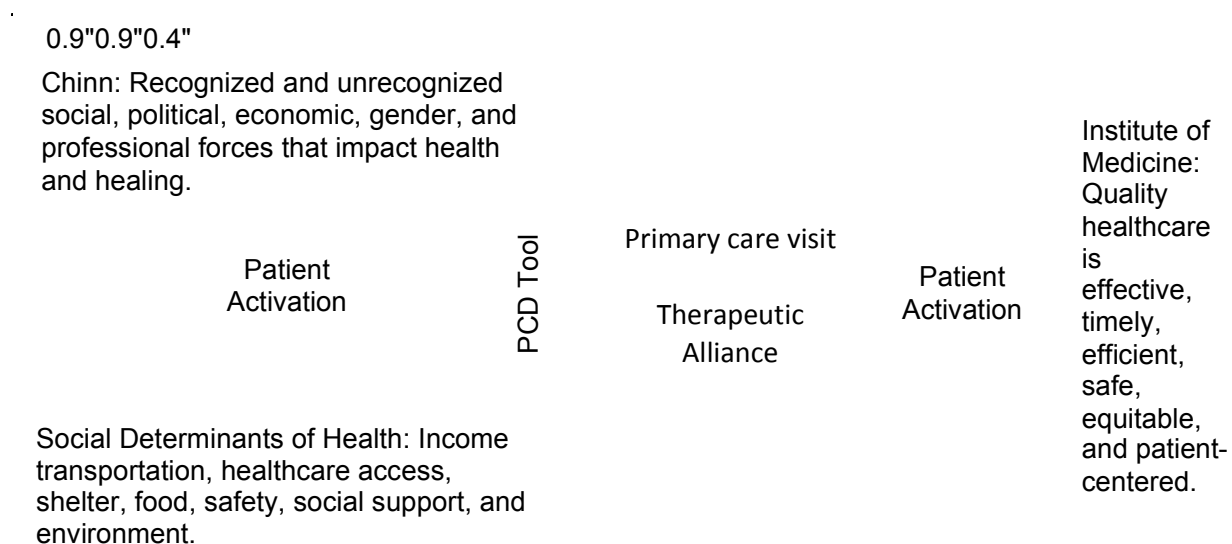 .
0.9"0.9"0.4"
Chinn: Recognized and unrecognized
social, political, economic, gender, and
professional forces that impact health
and healing.
Patient
Activation
PCD Tool
Primary care visit
Therapeutic
Alliance
Patient
Activation
Institute of
Medicine:
Quality
healthcare
is
effective,
timely,
efficient,
safe,
equitable,
and patient-
centered.
Social Determinants of Health: Income
transportation, healthcare access,
shelter, food, safety, social support, and
environment.